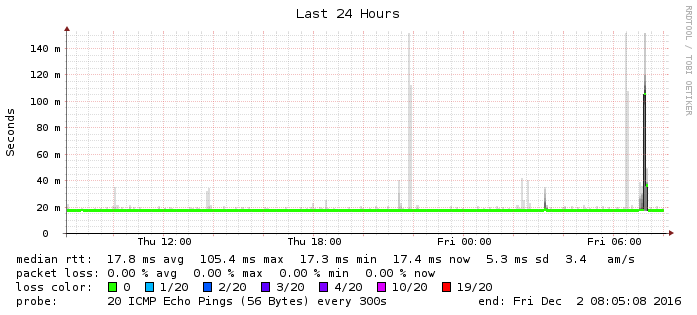 Last 24 Hours
RRDTOOL / TOBI OETIKER
Seconds
140 m
120 m
100 m
80 m
60 m
40 m
20 m
0
Thu 12:00 Thu 18:00 Fri 00:00 Fri 06:00
median rtt: 17.8 ms avg 105.4 ms max 17.3 ms min 17.4 ms now 5.3 ms sd 3.4 am/s
packet loss: 0.00 % avg 0.00 % max 0.00 % min 0.00 % now
loss color: 0 1/20 2/20 3/20 4/20 10/20 19/20
probe: 20 ICMP Echo Pings (56 Bytes) every 300s end: Fri Dec 2 08:05:08 2016